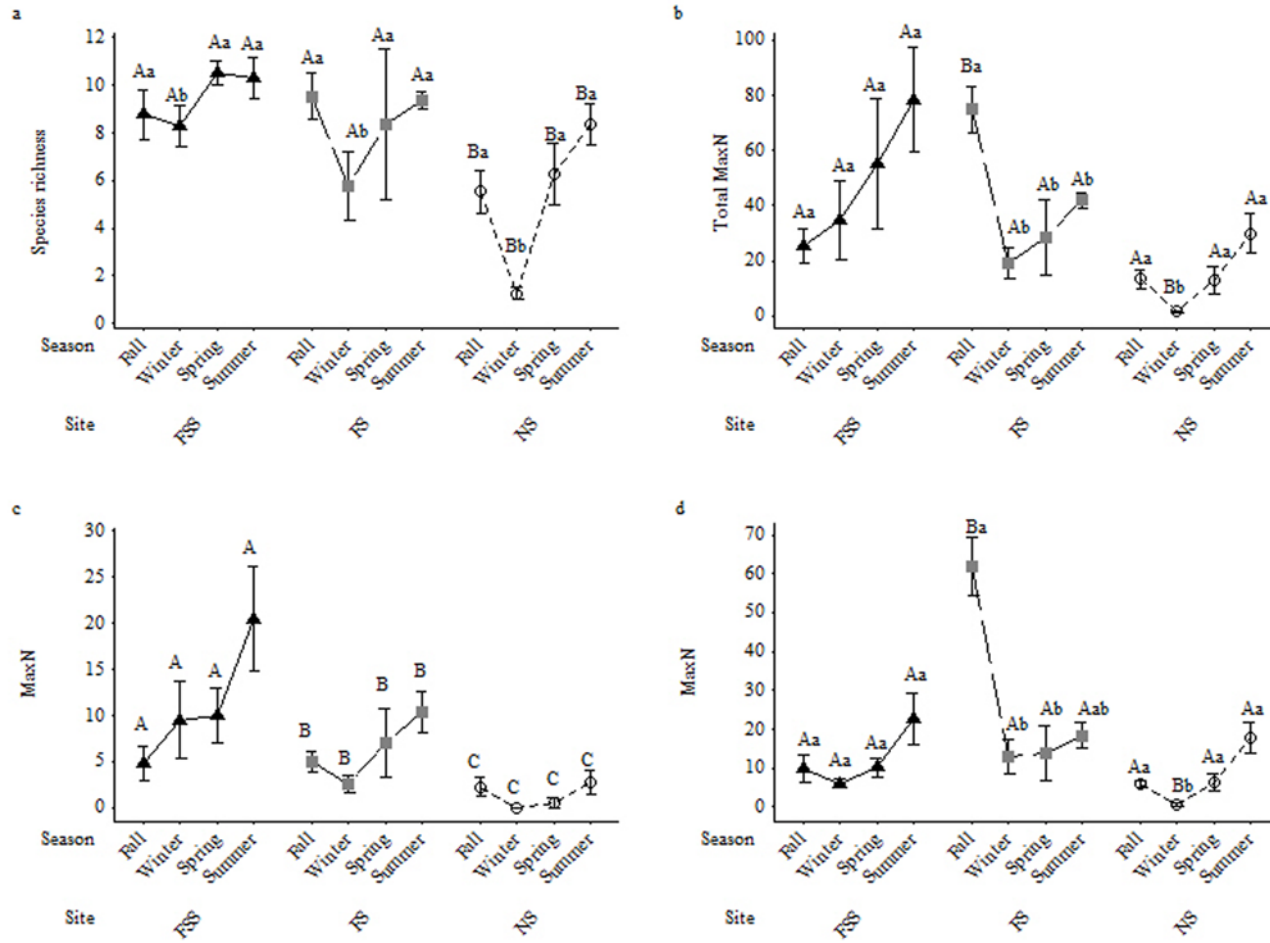 a
12
10
8
6
4
2
0
Species richness
Aa Ab Aa Aa Aa Ab Aa Aa Ba Bb Ba Ba
Season Fall Winter Spring Summer Fall Winter Spring Summer Fall Winter Spring Summer
Site FSS FS NS
b
100
80
60
40
20
0
Total MaxN
Aa Aa Aa Aa Ba Ab Ab Ab Aa Bb Aa Aa
Season Fall Winter Spring Summer Fall Winter Spring Summer Fall Winter Spring Summer
Site FSS FS NS
c
30
25
20
15
10
5
0
MaxN
A A A A B B B B C C C C
Season Fall Winter Spring Summer Fall Winter Spring Summer Fall Winter Spring Summer
Site FSS FS NS
d
70
60
50
40
30
20
10
0
MaxN
Aa Aa Aa Aa Ba Ab Ab Aab Aa Bb Aa Aa
Season Fall Winter Spring Summer Fall Winter Spring Summer Fall Winter Spring Summer
Site FSS FS NS